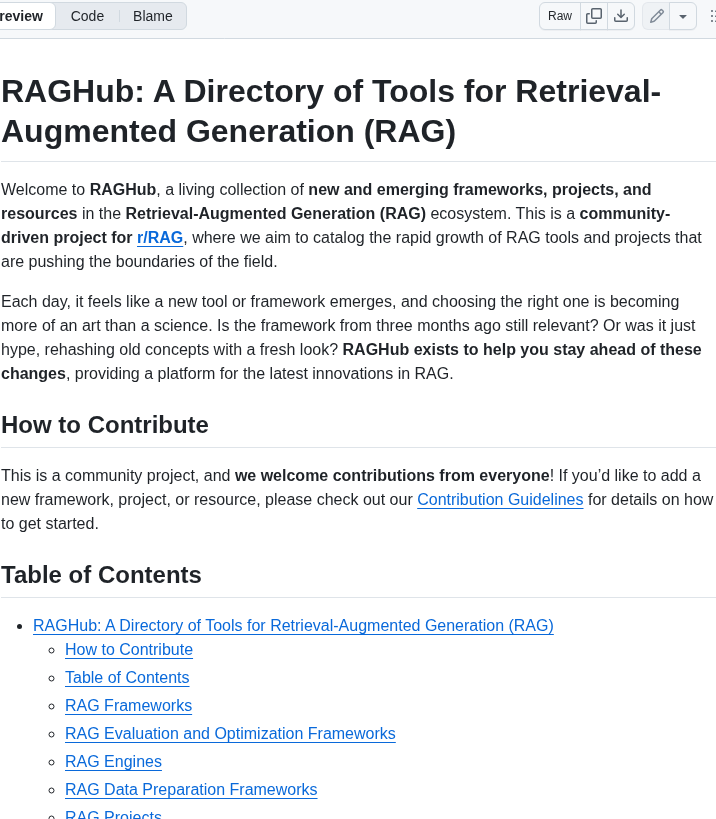 review Code Blame Raw
RAGHub: A Directory of Tools for Retrieval-
Augmented Generation (RAG)
Welcome to RAGHub, a living collection of new and emerging frameworks, projects, and
resources in the Retrieval-Augmented Generation (RAG) ecosystem. This is a community-
driven project for r/RAG, where we aim to catalog the rapid growth of RAG tools and projects that
are pushing the boundaries of the field.
Each day, it feels like a new tool or framework emerges, and choosing the right one is becoming
more of an art than a science. Is the framework from three months ago still relevant? Or was it just
hype, rehashing old concepts with a fresh look? RAGHub exists to help you stay ahead of these
changes, providing a platform for the latest innovations in RAG.
How to Contribute
This is a community project, and we welcome contributions from everyone! If you’d like to add a
new framework, project, or resource, please check out our Contribution Guidelines for details on how
to get started.
Table of Contents
RAGHub: A Directory of Tools for Retrieval-Augmented Generation (RAG)
How to Contribute
Table of Contents
RAG Frameworks
RAG Evaluation and Optimization Frameworks
RAG Engines
RAG Data Preparation Frameworks
RAG Projects